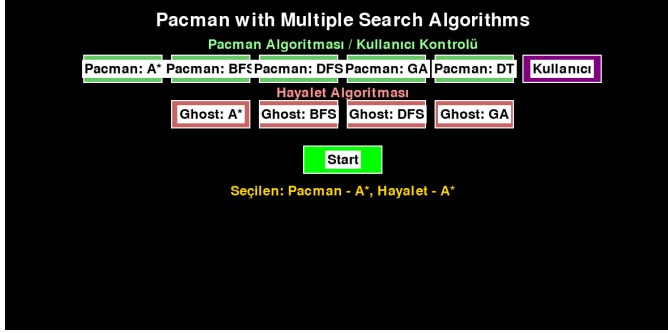 Pacman with Multiple Search Algorithms
Pacman Algoritması / Kullanıcı Kontrolü
Pacman: A* Pacman: BFS Pacman: DFS Pacman: GA Pacman: DT Kullanıcı
Hayalet Algoritması
Ghost: A* Ghost: BFS Ghost: DFS Ghost: GA
Start
Seçilen: Pacman - A*, Hayalet - A*